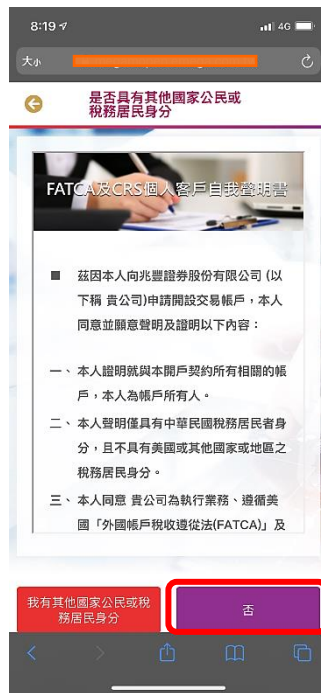 8:19
4G
大小
是否具有其他國家公民或
稅務居民身分
FATCA及CRS個人客戶自我聲明書
■ 茲因本人向兆豐證券股份有限公司 (以
下稱 貴公司)申請開設交易帳戶，本人
同意並願意聲明及證明以下內容：
一、本人證明就與本開戶契約所有相關的帳
戶，本人為帳戶所有人。
二、本人聲明僅具有中華民國稅務居民者身
分，且不具有美國或其他國家或地區之
稅務居民身分。
三、本人同意 貴公司為執行業務、遵循美
國「外國帳戶稅收遵從法(FATCA)」及
我有其他國家公民或稅
務居民身分
否